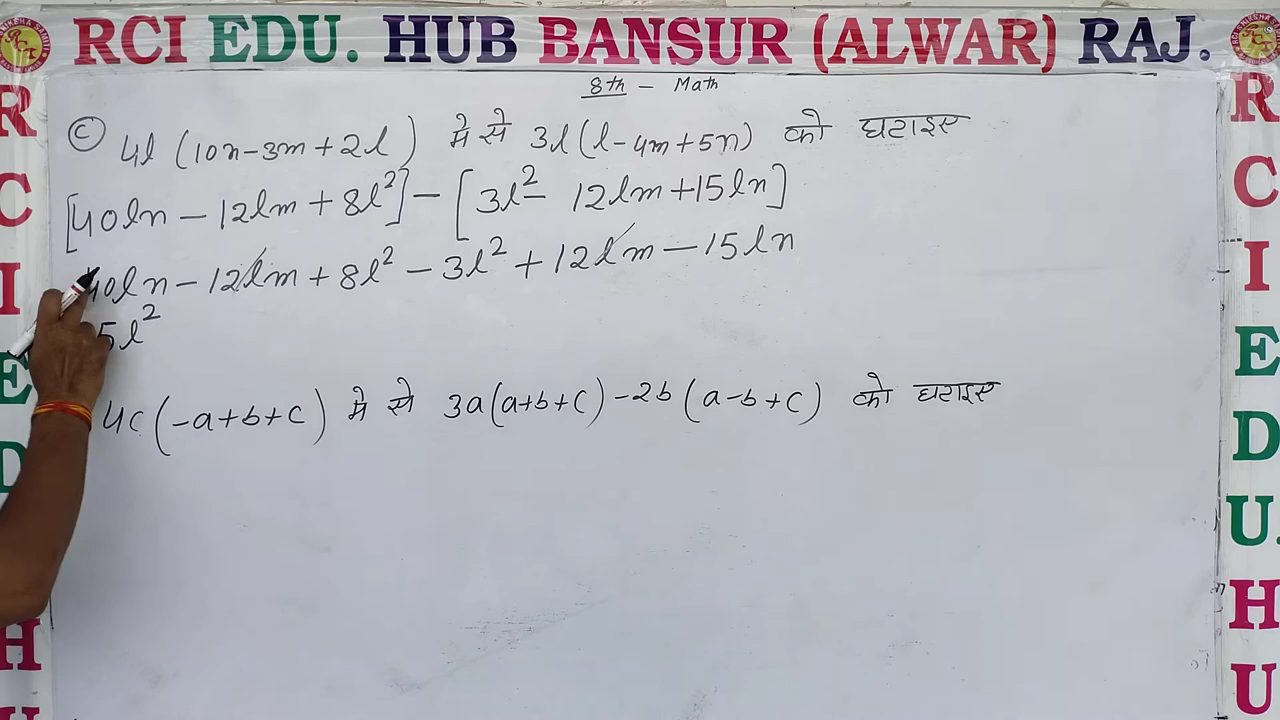 RCI EDU. HUB BANSUR (ALWAR) RAJ.
8th - Math
C 4l (10n-3m+2l) मे से 3l(l-4m+5n) को घटाइए
[40ln - 12lm + 8l²] - [3l² - 12lm+15ln]
40ln - 12lm + 8l² - 3l² + 12lm - 15ln
5l²
4c(-a+b+c) मे से 3a(a+b+c)-2b(a-b+c) को घटाइए
R
C
I
E
D
H
R
C
I
E
D
U.
H
U